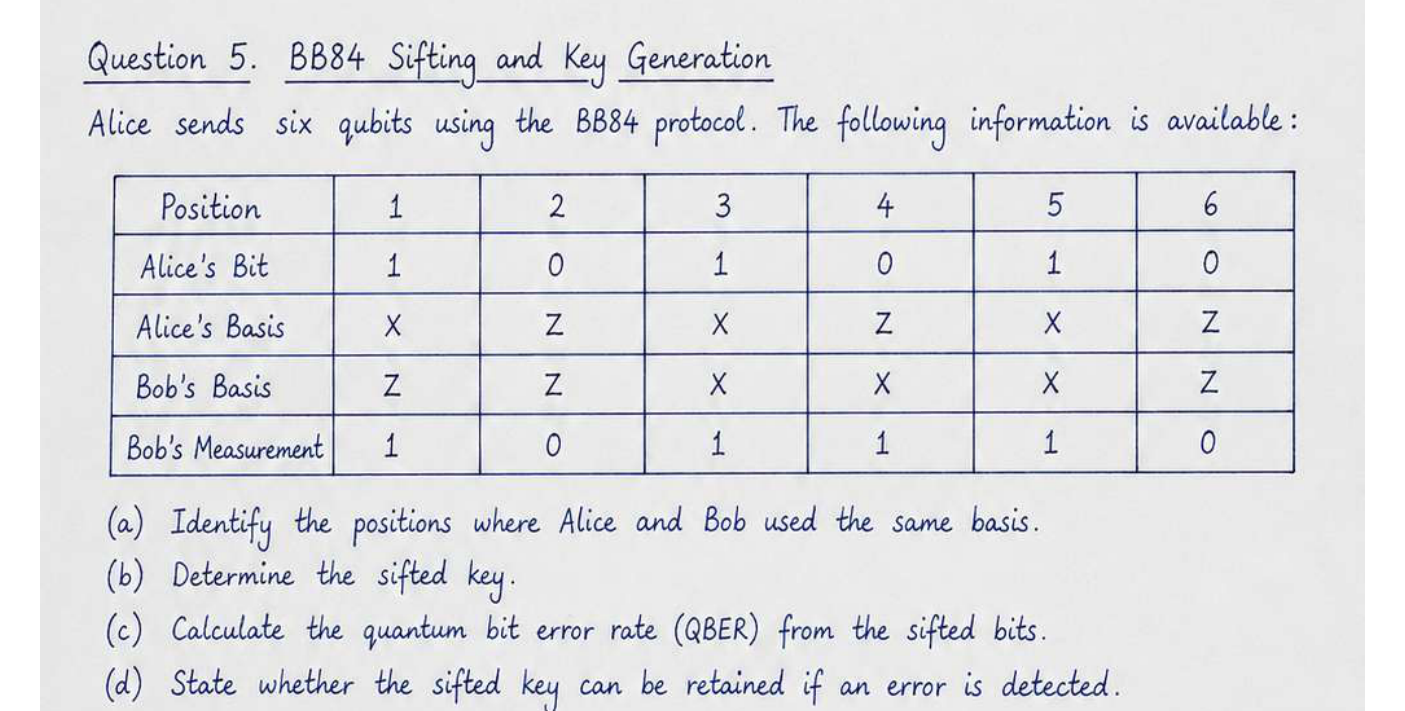 Question 5. BB84 Sifting and Key Generation
Alice sends six qubits using the BB84 protocol. The following information is available:
Position 1 2 3 4 5 6
Alice's Bit 1 0 1 0 1 0
Alice's Basis X Z X Z X Z
Bob's Basis Z Z X X X Z
Bob's Measurement 1 0 1 1 1 0
(a) Identify the positions where Alice and Bob used the same basis.
(b) Determine the sifted key.
(c) Calculate the quantum bit error rate (QBER) from the sifted bits.
(d) State whether the sifted key can be retained if an error is detected.